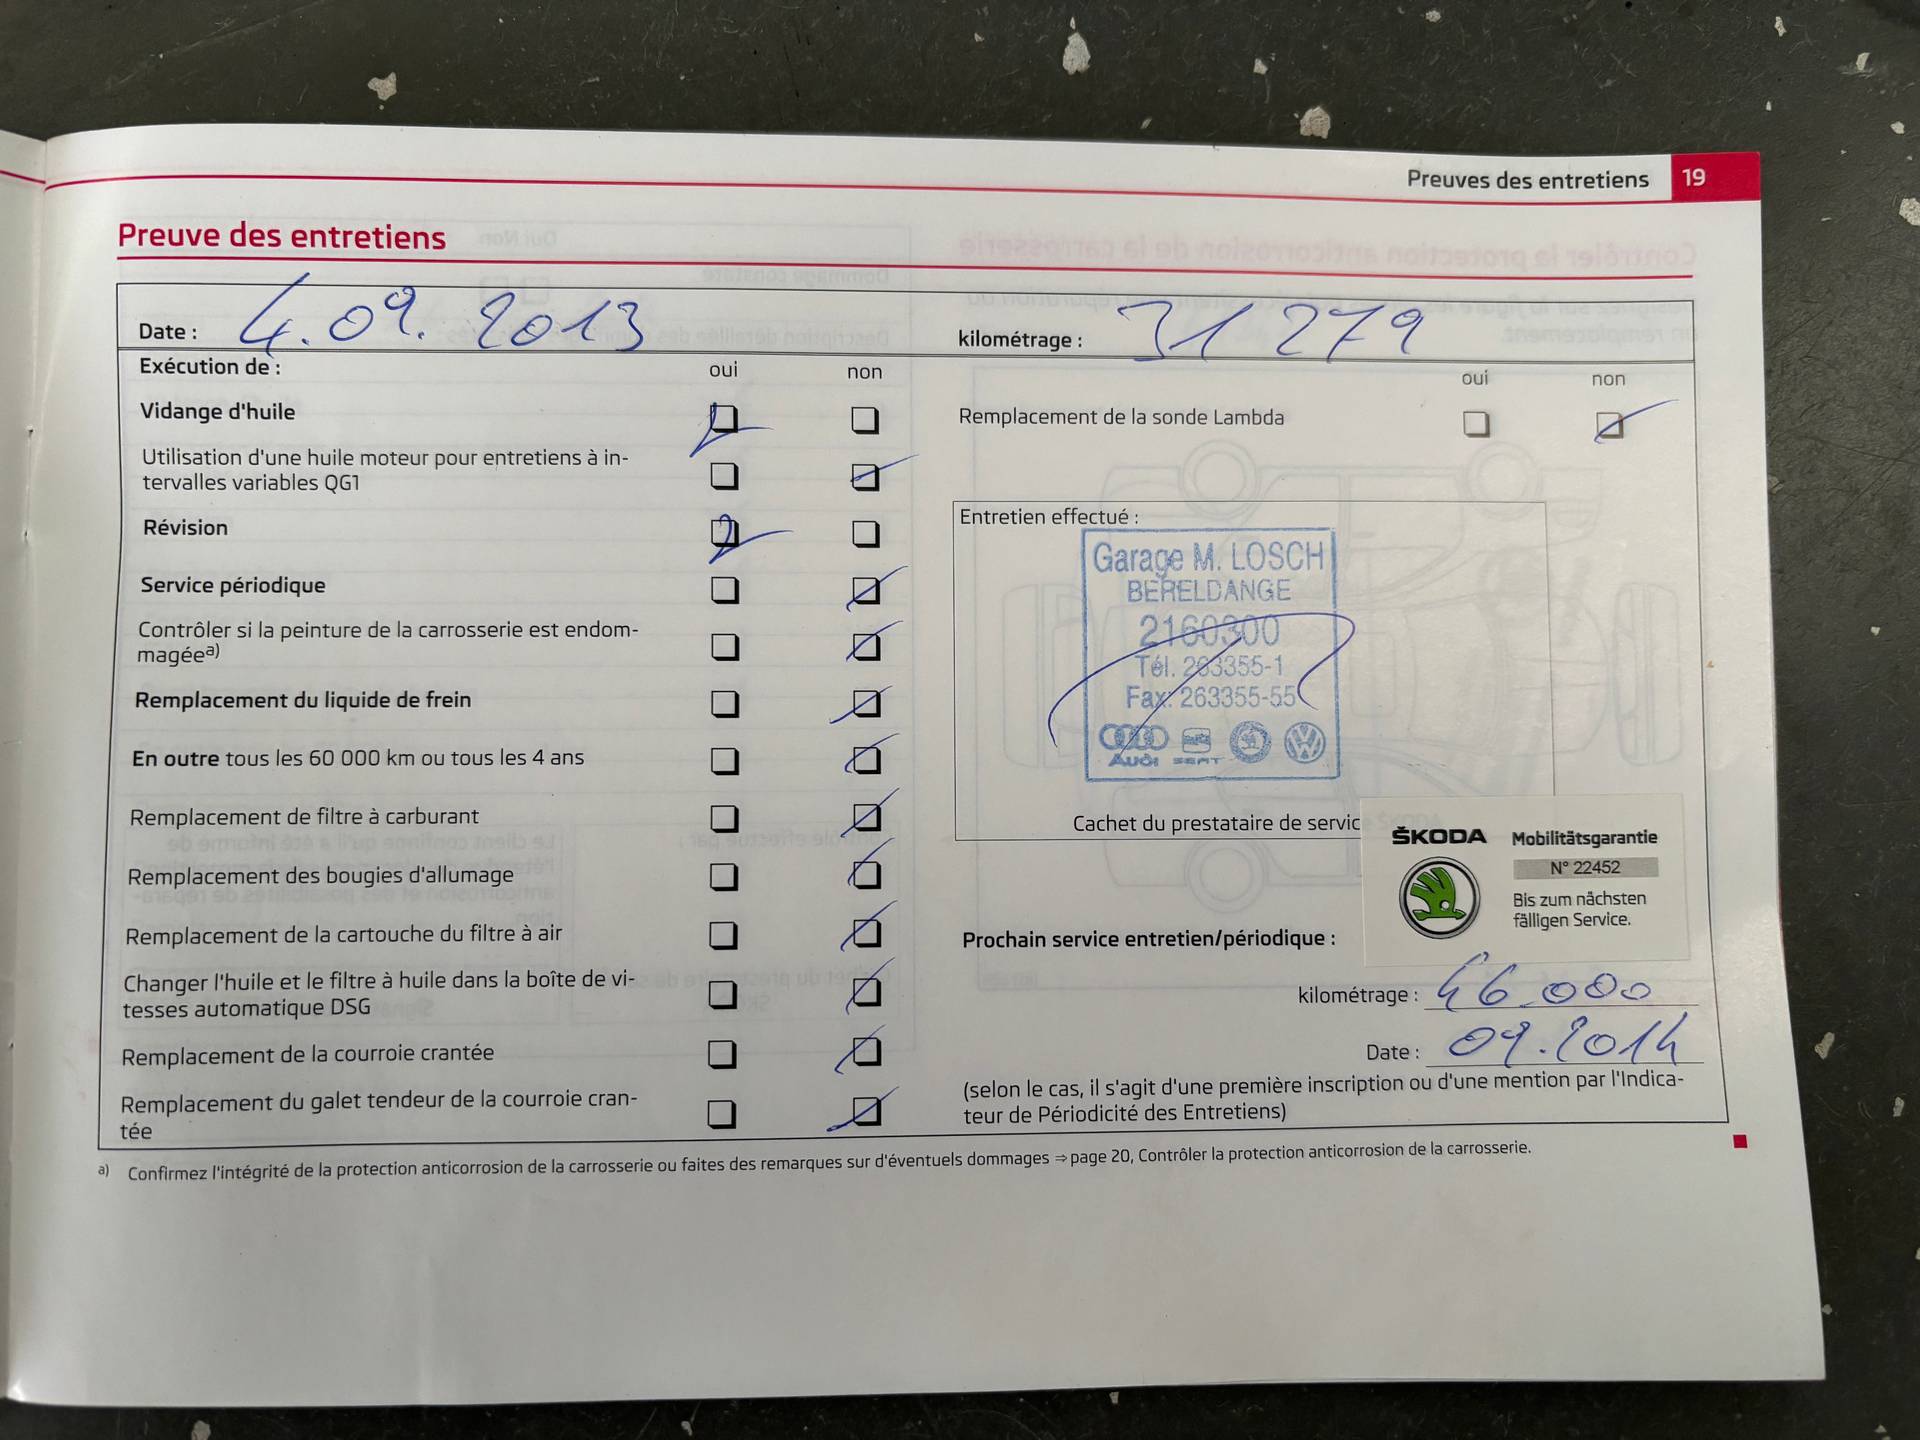 Preuves des entretiens 19
Preuve des entretiens
Date : 4.09.2013
kilométrage : 31 279
Exécution de :
oui non
Vidange d'huile
Utilisation d'une huile moteur pour entretiens à in-
tervalles variables QG1
Révision
Service périodique
Contrôler si la peinture de la carrosserie est endom-
magéea)
Remplacement du liquide de frein
En outre tous les 60 000 km ou tous les 4 ans
Remplacement de filtre à carburant
Remplacement des bougies d'allumage
Remplacement de la cartouche du filtre à air
Changer l'huile et le filtre à huile dans la boîte de vi-
tesses automatique DSG
Remplacement de la courroie crantée
Remplacement du galet tendeur de la courroie cran-
tée
oui non
Remplacement de la sonde Lambda
Entretien effectué :
Garage M. LOSCH
BERELDANGE
2160300
Tél. 263355-1
Fax: 263355-55
Audi SEAT
Cachet du prestataire de servic
ŠKODA Mobilitätsgarantie
N° 22452
Bis zum nächsten
fälligen Service.
Prochain service entretien/périodique :
kilométrage : 46.000
Date : 09.2014
(selon le cas, il s'agit d'une première inscription ou d'une mention par l'Indica-
teur de Périodicité des Entretiens)
a) Confirmez l'intégrité de la protection anticorrosion de la carrosserie ou faites des remarques sur d'éventuels dommages ⇒ page 20, Contrôler la protection anticorrosion de la carrosserie.